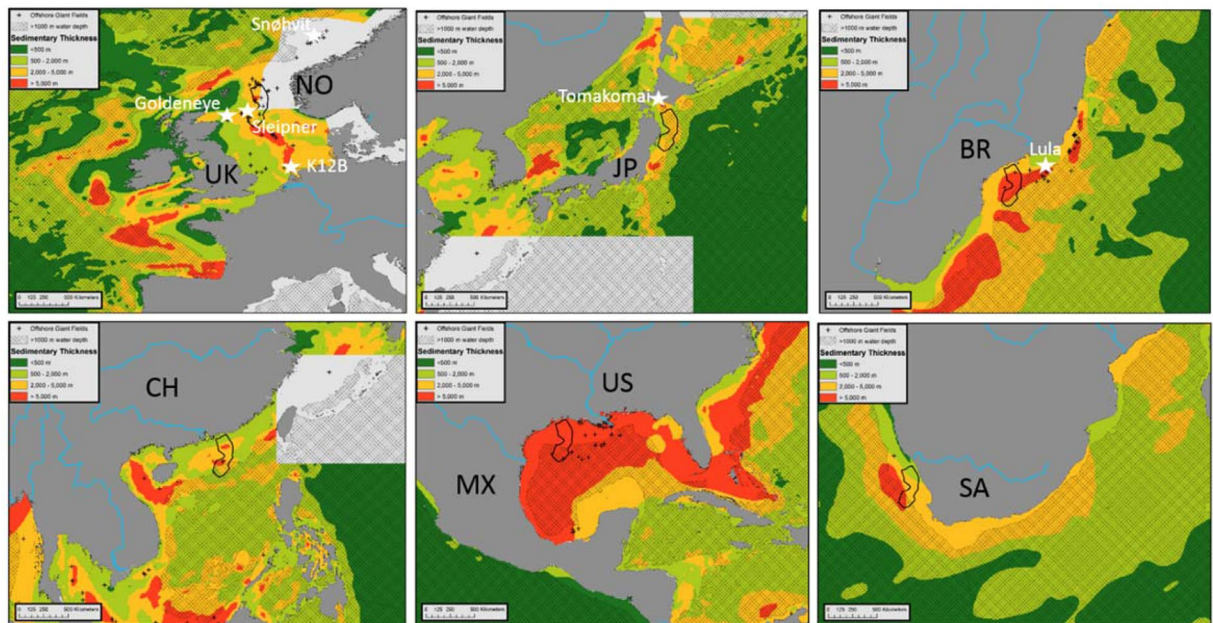 Offshore Giant Fields
>1000 m water depth
Sedimentary Thickness
<500 m
500 - 2,000 m
2,000 - 5,000 m
> 5,000 m
Snøhvit
NO
Goldeneye
Sleipner
UK
K12B
0 125 250 500 Kilometers
Offshore Giant Fields
>1000 m water depth
Sedimentary Thickness
<500 m
500 - 2,000 m
2,000 - 5,000 m
> 5,000 m
Tomakomai
JP
0 125 250 500 Kilometers
Offshore Giant Fields
>1000 m water depth
Sedimentary Thickness
<500 m
500 - 2,000 m
2,000 - 5,000 m
> 5,000 m
BR
Lula
0 125 250 500 Kilometers
Offshore Giant Fields
>1000 m water depth
Sedimentary Thickness
<500 m
500 - 2,000 m
2,000 - 5,000 m
> 5,000 m
CH
0 125 250 500 Kilometers
Offshore Giant Fields
>1000 m water depth
Sedimentary Thickness
<500 m
500 - 2,000 m
2,000 - 5,000 m
> 5,000 m
US
MX
0 125 250 500 Kilometers
Offshore Giant Fields
>1000 m water depth
Sedimentary Thickness
<500 m
500 - 2,000 m
2,000 - 5,000 m
> 5,000 m
SA
0 125 250 500 Kilometers